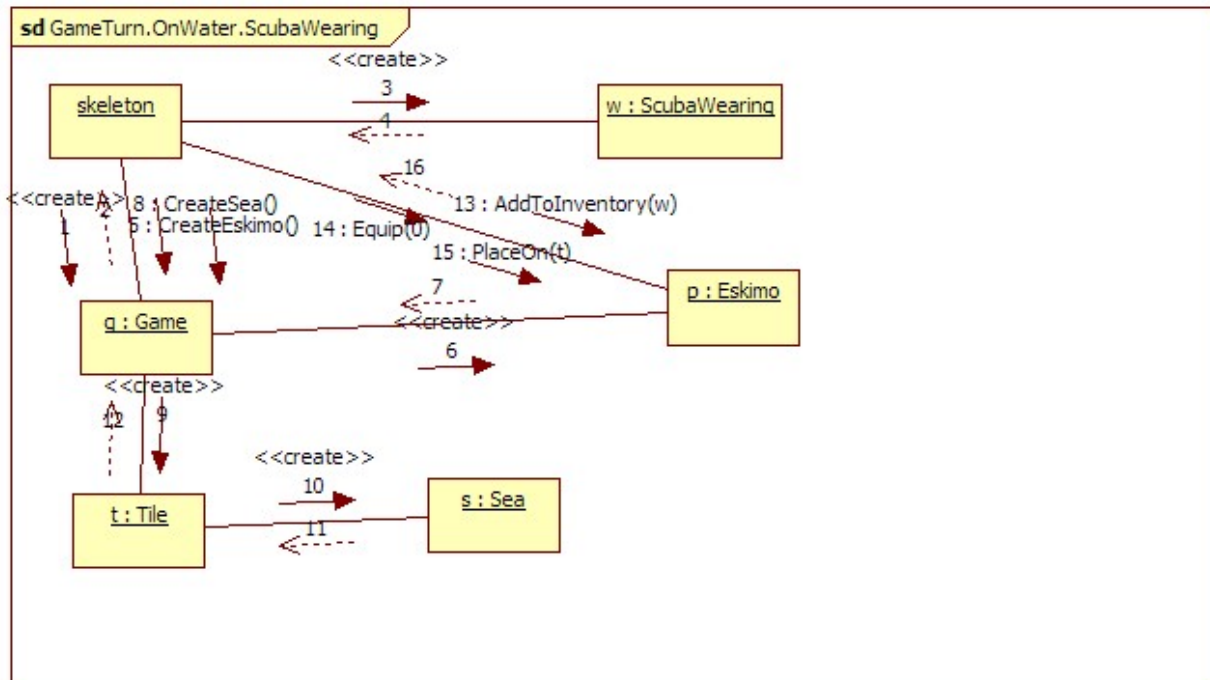 sd GameTurn.OnWater.ScubaWearing
<<create>>
3
skeleton
w : ScubaWearing
4
16
<<create>>
1
2
8 : CreateSea()
5 : CreateEskimo()
13 : AddToInventory(w)
14 : Equip(0)
15 : PlaceOn(t)
7
p : Eskimo
g : Game
<<create>>
6
<<create>>
12
9
<<create>>
10
t : Tile
s : Sea
11